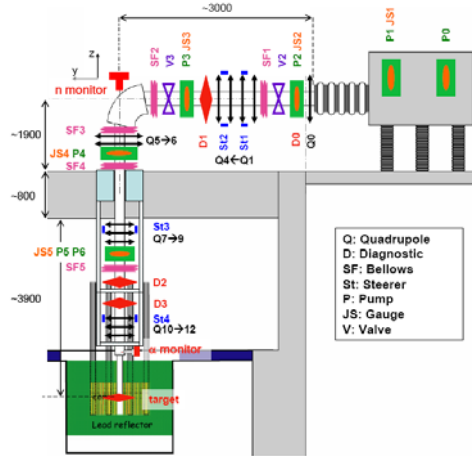 ~3000
y
z
n monitor
SF2
V3
P3
JS3
SF1
V2
P2
JS2
P1
JS1
P0
D1
St2
St1
Q4←Q1
D0
Q0
~1900
SF3
Q5→6
JS4 P4
SF4
~800
St3
Q7→9
JS5 P5 P6
SF5
D2
D3
St4
Q10→12
~3900
α-monitor
target
Lead reflector
Q: Quadrupole
D: Diagnostic
SF: Bellows
St: Steerer
P: Pump
JS: Gauge
V: Valve